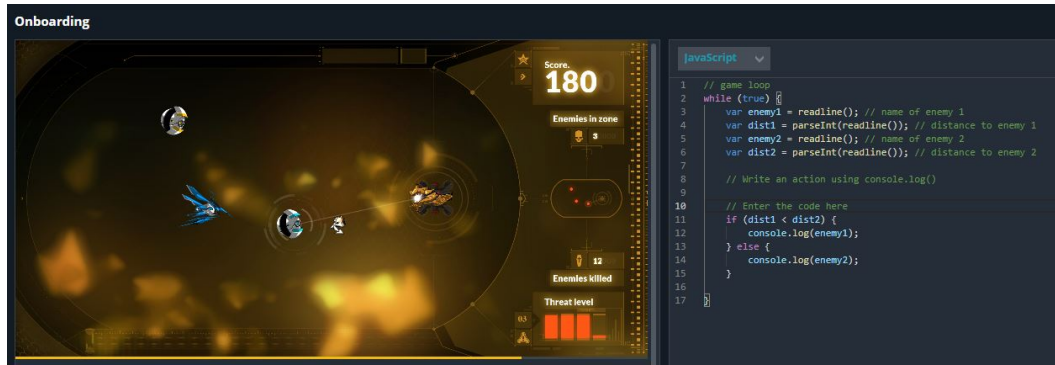 Onboarding
Score.
180
Enemies in zone
3
12
Enemies killed
Threat level
03
JavaScript
1 // game loop
2 while (true) {
3 var enemy1 = readline(); // name of enemy 1
4 var dist1 = parseInt(readline()); // distance to enemy 1
5 var enemy2 = readline(); // name of enemy 2
6 var dist2 = parseInt(readline()); // distance to enemy 2
7
8 // Write an action using console.log()
9
10 // Enter the code here
11 if (dist1 < dist2) {
12 console.log(enemy1);
13 } else {
14 console.log(enemy2);
15 }
16
17 }